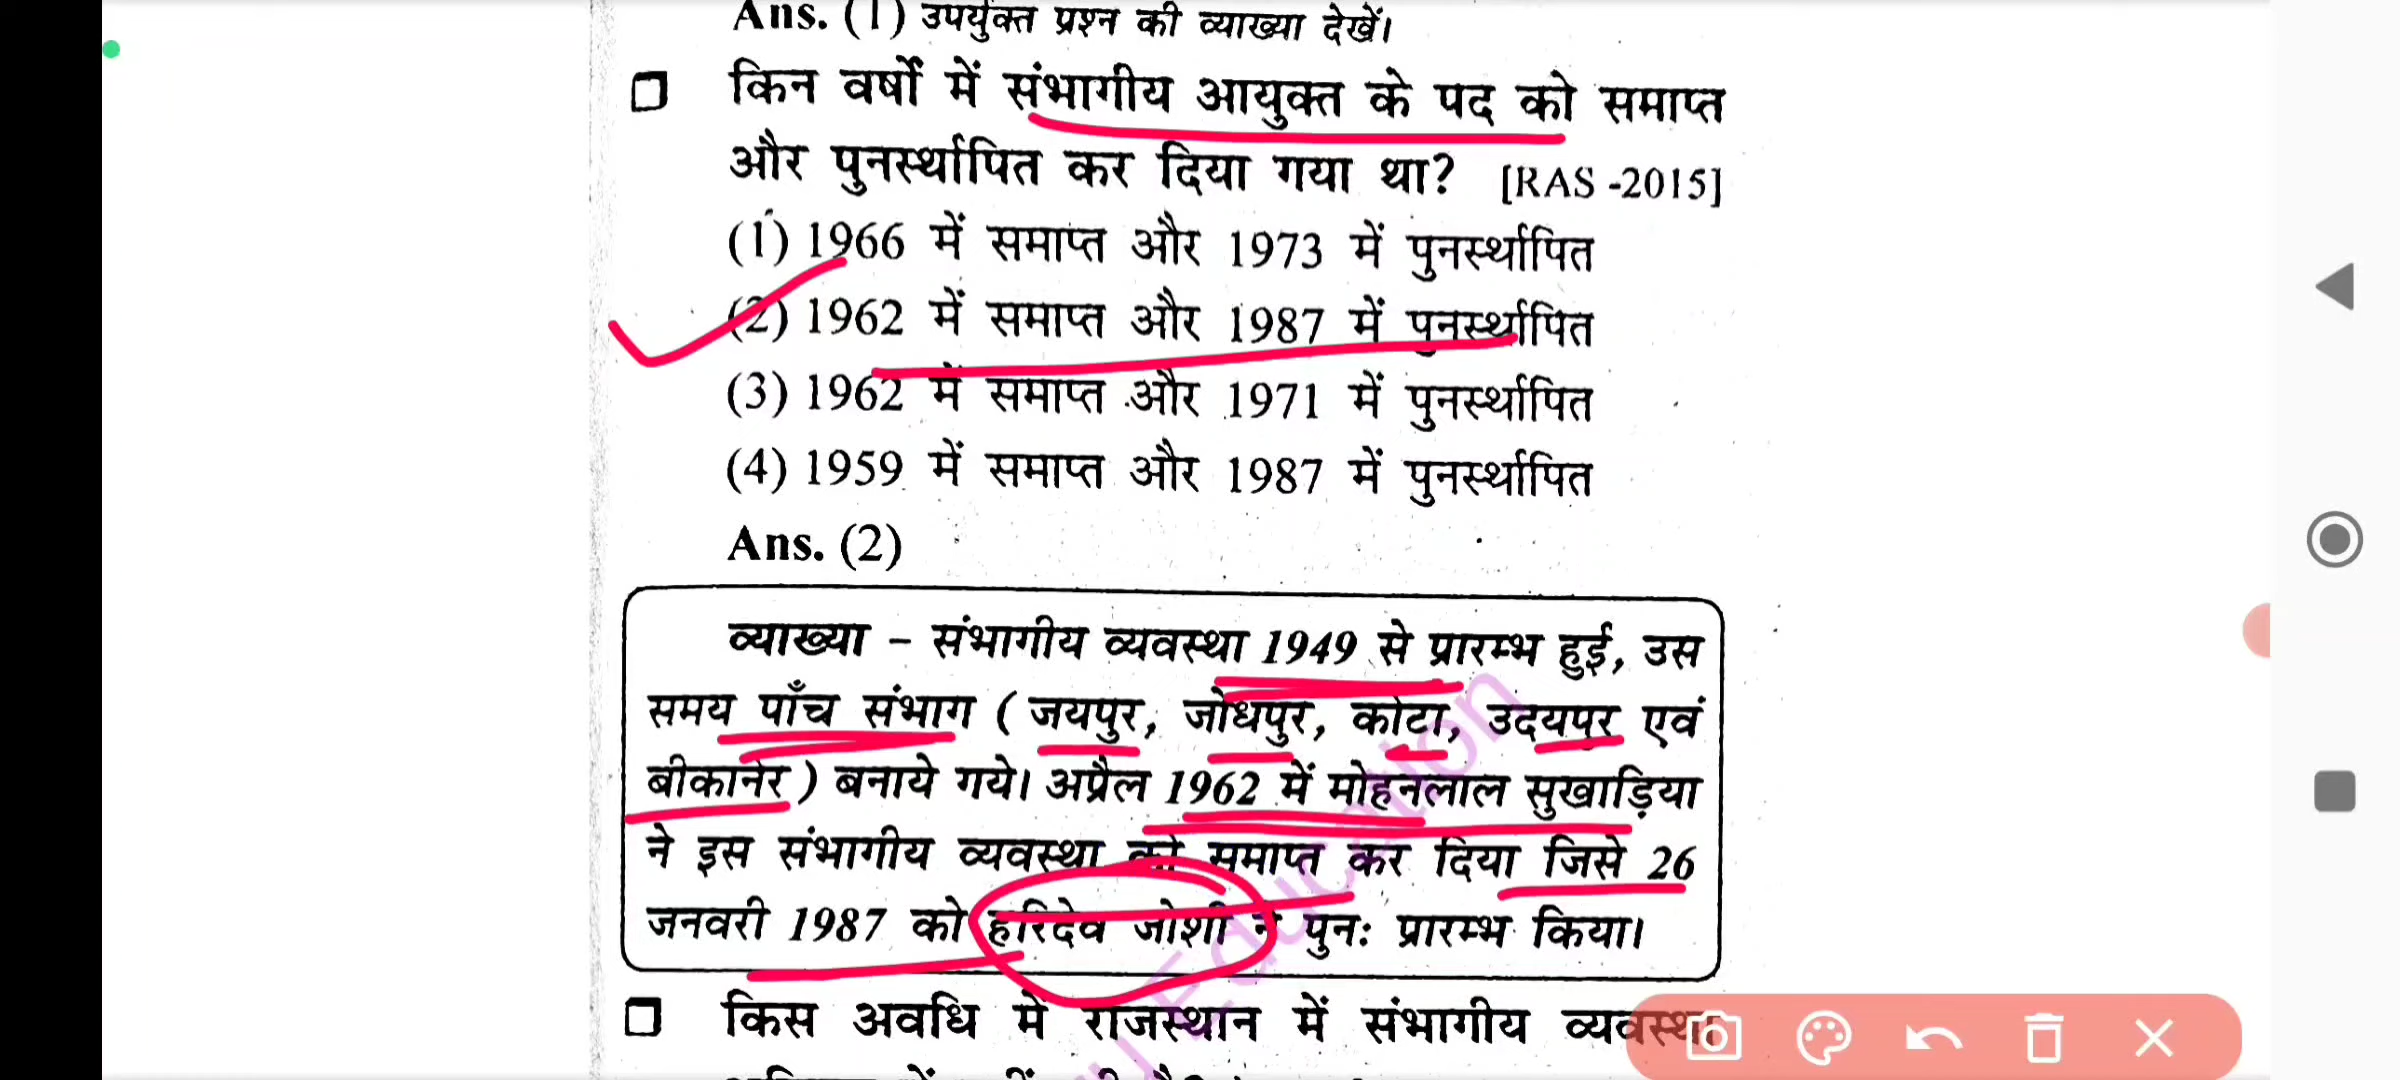 Ans. (1) उपर्युक्त प्रश्न की व्याख्या देखें।
किन वर्षों में संभागीय आयुक्त के पद को समाप्त
और पुनर्स्थापित कर दिया गया था? [RAS -2015]
(1) 1966 में समाप्त और 1973 में पुनर्स्थापित
(2) 1962 में समाप्त और 1987 में पुनर्स्थापित
(3) 1962 में समाप्त और 1971 में पुनर्स्थापित
(4) 1959 में समाप्त और 1987 में पुनर्स्थापित
Ans. (2)
व्याख्या - संभागीय व्यवस्था 1949 से प्रारम्भ हुई, उस
समय पाँच संभाग ( जयपुर, जोधपुर, कोटा, उदयपुर एवं
बीकानेर ) बनाये गये। अप्रैल 1962 में मोहनलाल सुखाड़िया
ने इस संभागीय व्यवस्था को समाप्त कर दिया जिसे 26
जनवरी 1987 को हरिदेव जोशी ने पुनः प्रारम्भ किया।
किस अवधि में राजस्थान में संभागीय व्यवस्था
Education